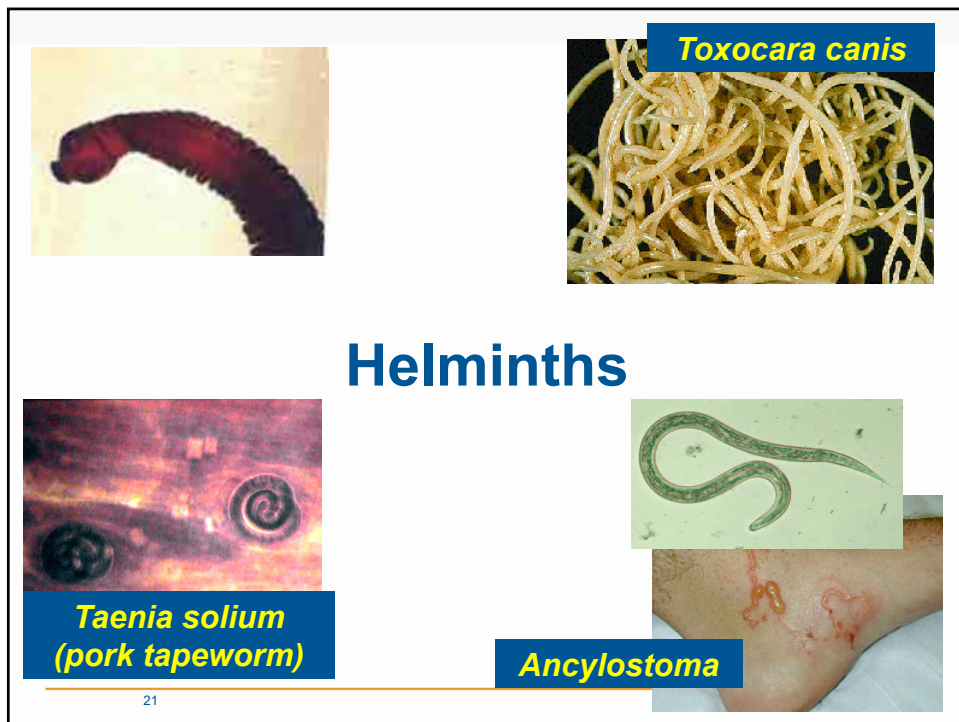 Toxocara canis
Helminths
Taenia solium
(pork tapeworm)
Ancylostoma
21